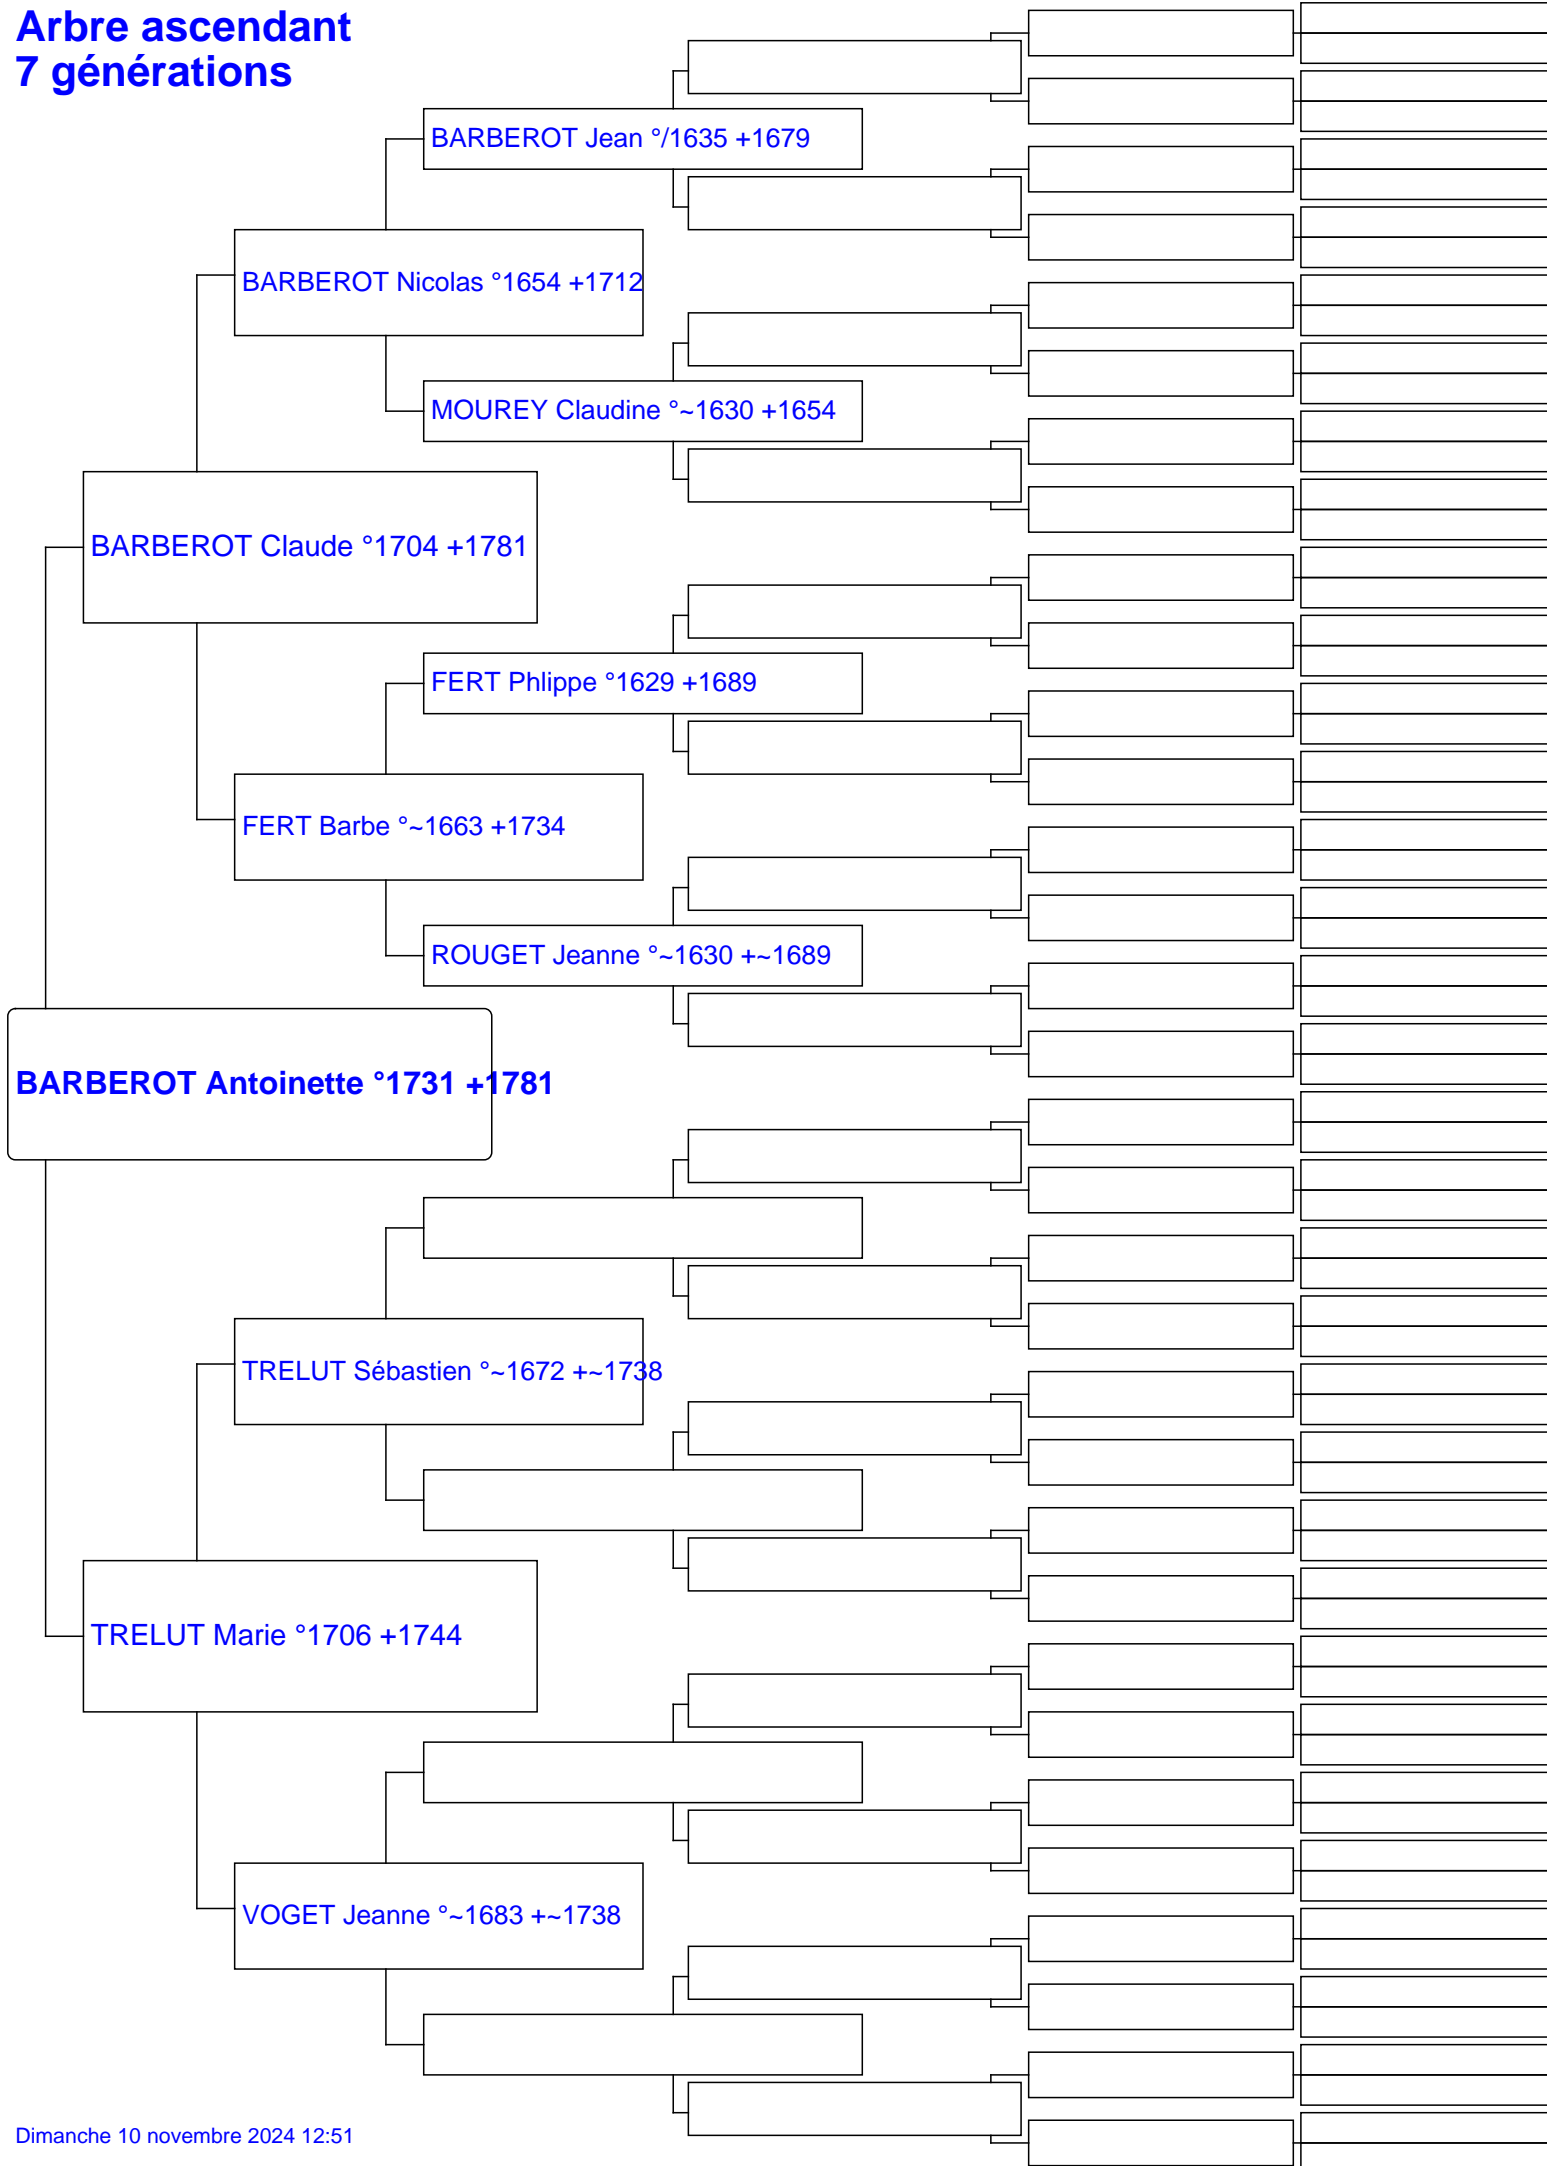 Arbre ascendant
7 générations
BARBEROT Jean °/1635 +1679
BARBEROT Nicolas °1654 +1712
MOUREY Claudine °~1630 +1654
BARBEROT Claude °1704 +1781
FERT Phlippe °1629 +1689
FERT Barbe °~1663 +1734
ROUGET Jeanne °~1630 +~1689
BARBEROT Antoinette °1731 +1781
TRELUT Sébastien °~1672 +~1738
TRELUT Marie °1706 +1744
VOGET Jeanne °~1683 +~1738
Dimanche 10 novembre 2024 12:51